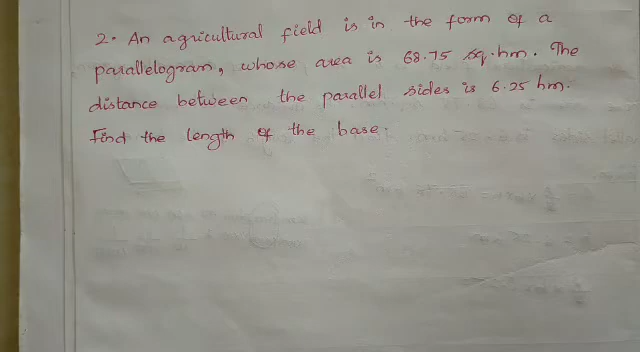 2. An agricultural field is in the form of a
parallelogram, whose area is 68.75 sq.hm. The
distance between the parallel sides is 6.25 hm.
Find the length of the base.